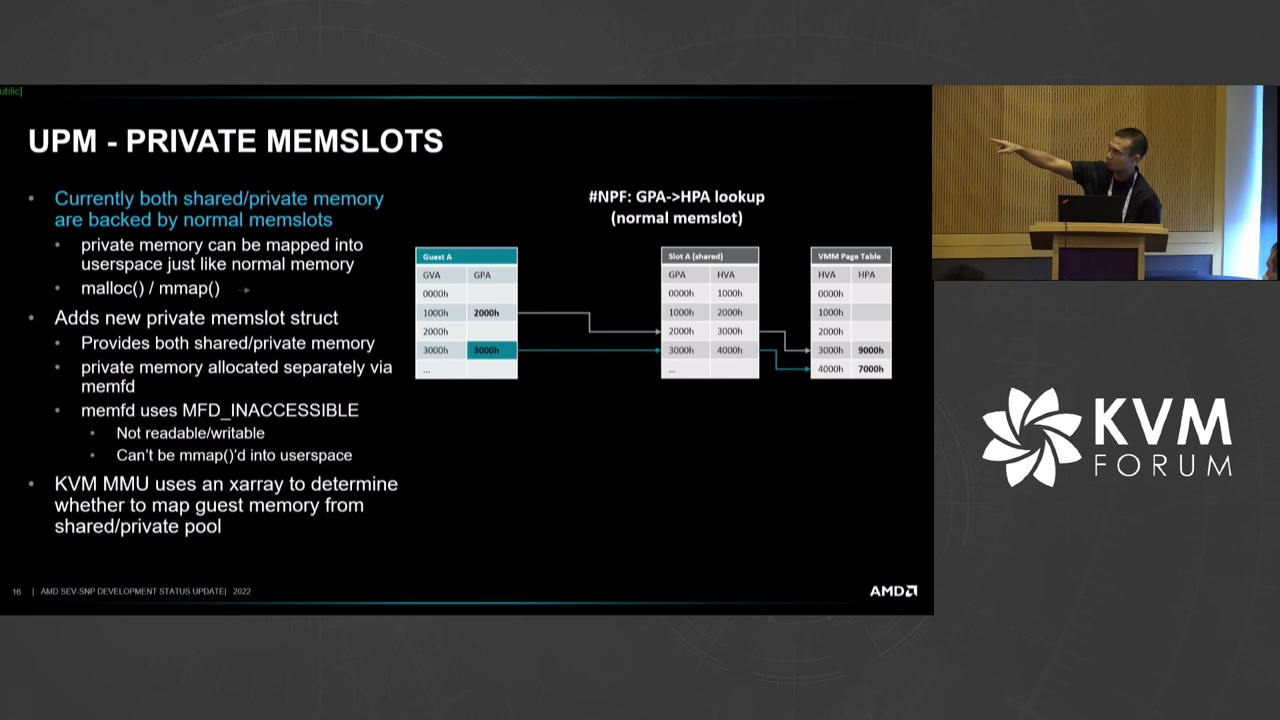 ublic]
UPM - PRIVATE MEMSLOTS
• Currently both shared/private memory
are backed by normal memslots
• private memory can be mapped into
userspace just like normal memory
• malloc() / mmap()
• Adds new private memslot struct
• Provides both shared/private memory
• private memory allocated separately via
memfd
• memfd uses MFD_INACCESSIBLE
• Not readable/writable
• Can't be mmap()'d into userspace
• KVM MMU uses an xarray to determine
whether to map guest memory from
shared/private pool
#NPF: GPA->HPA lookup
(normal memslot)
Guest A
GVA GPA
0000h
1000h 2000h
2000h
3000h 3000h
...
Slot A (shared)
GPA HVA
0000h 1000h
1000h 2000h
2000h 3000h
3000h 4000h
...
VMM Page Table
HVA HPA
0000h
1000h
2000h
3000h 9000h
4000h 7000h
16 | AMD SEV-SNP DEVELOPMENT STATUS UPDATE| 2022
AMD
KVM
FORUM